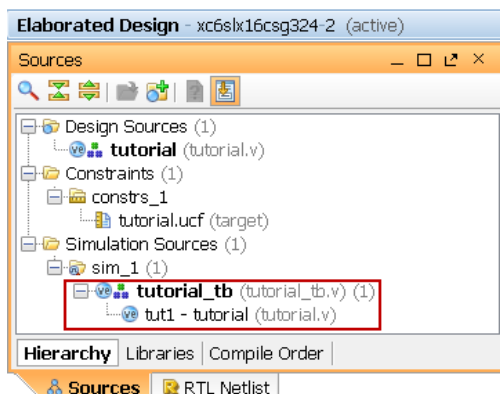 Elaborated Design - xc6slx16csg324-2 (active)
Sources
Design Sources (1)
tutorial (tutorial.v)
Constraints (1)
constrs_1
tutorial.ucf (target)
Simulation Sources (1)
sim_1 (1)
tutorial_tb (tutorial_tb.v) (1)
tut1 - tutorial (tutorial.v)
Hierarchy Libraries Compile Order
Sources RTL Netlist